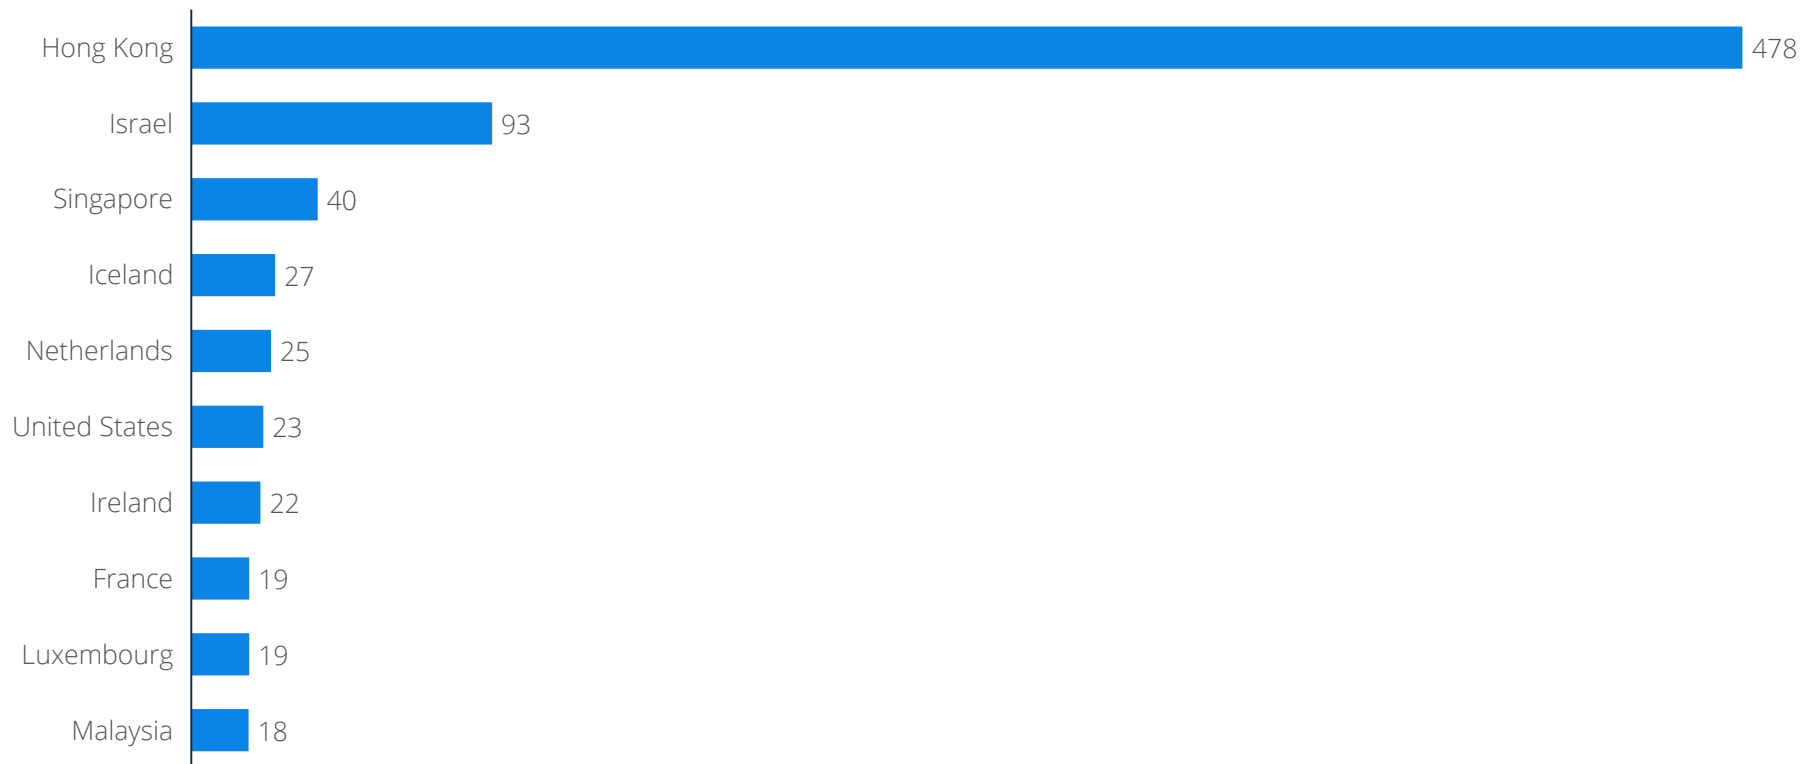 Hong Kong 478
Israel 93
Singapore 40
Iceland 27
Netherlands 25
United States 23
Ireland 22
France 19
Luxembourg 19
Malaysia 18